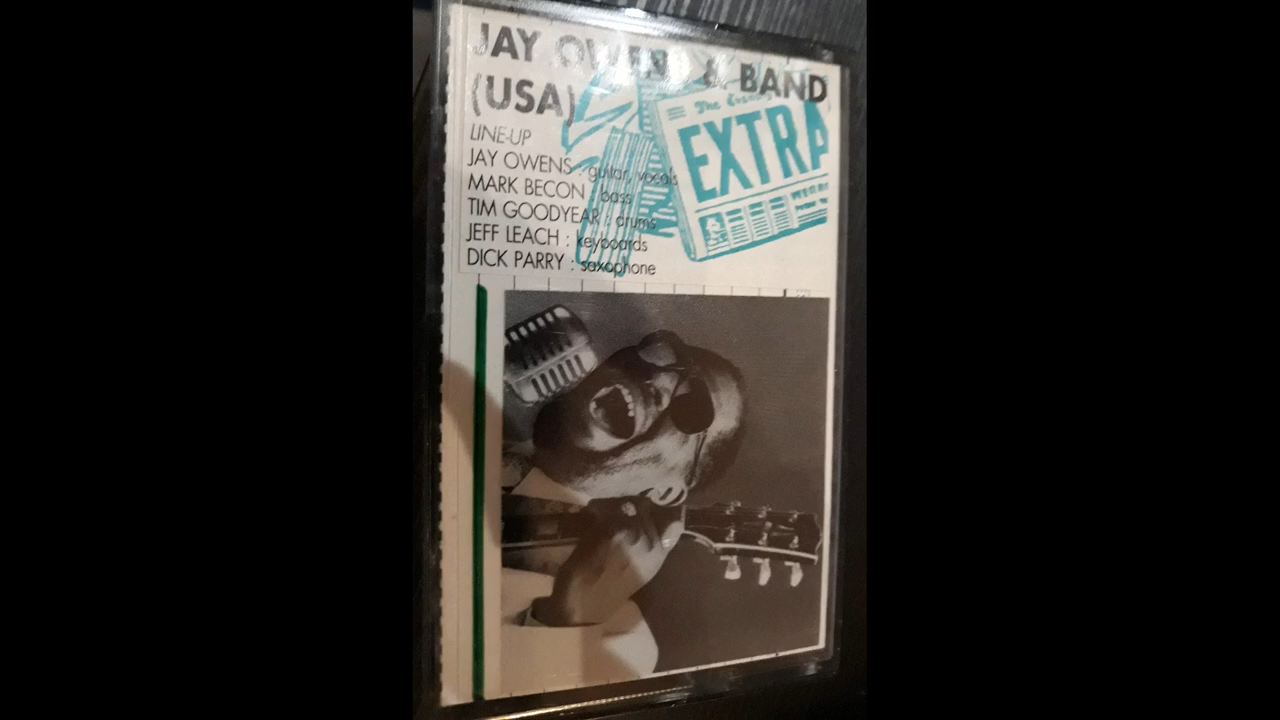 JAY OWENS & BAND
(USA)
LINE-UP
JAY OWENS : guitar, vocals
MARK BECON : bass
TIM GOODYEAR : drums
JEFF LEACH : keyboards
DICK PARRY : saxophone
The
EXTRA